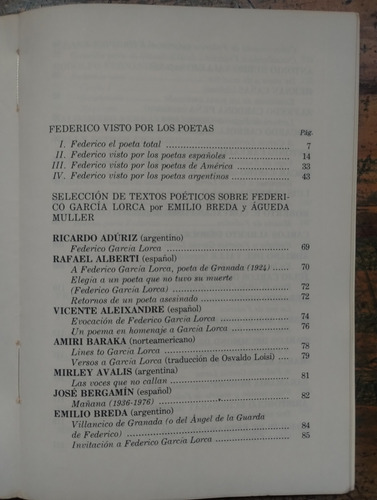 FEDERICO VISTO POR LOS POETAS
Pág.
I. Federico el poeta total ........ 7
II. Federico visto por los poetas españoles ........ 14
III. Federico visto por los poetas de América ........ 33
IV. Federico visto por los poetas argentinos ........ 43
SELECCIÓN DE TEXTOS POÉTICOS SOBRE FEDERI-
CO GARCÍA LORCA por EMILIO BREDA y ÁGUEDA
MULLER
RICARDO ADÚRIZ (argentino)
Federico García Lorca ........ 69
RAFAEL ALBERTI (español)
A Federico García Lorca, poeta de Granada (1924) ........ 70
Elegía a un poeta que no tuvo su muerte
(Federico García Lorca) ........ 72
Retornos de un poeta asesinado ........ 72
VICENTE ALEIXANDRE (español)
Evocación de Federico García Lorca ........ 74
Un poema en homenaje a García Lorca ........ 76
AMIRI BARAKA (norteamericano)
Lines to García Lorca ........ 78
Versos a García Lorca (traducción de Osvaldo Loisi) ........ 79
MIRLEY AVALIS (argentina)
Las voces que no callan ........ 81
JOSÉ BERGAMÍN (español)
Mañana (1936-1976) ........ 82
EMILIO BREDA (argentino)
Villancico de Granada (o del Ángel de la Guarda
de Federico) ........ 84
Invitación a Federico García Lorca ........ 85